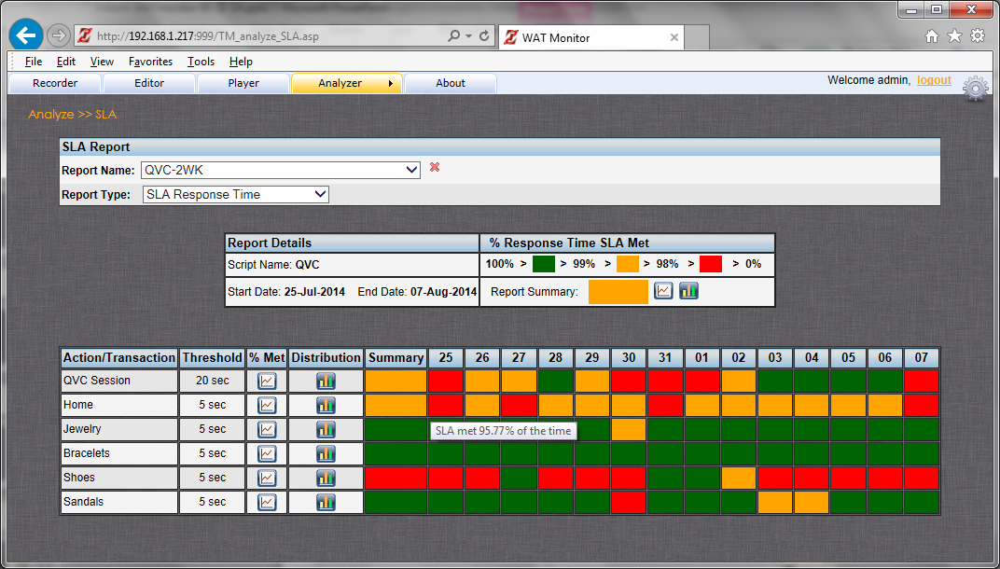 http://192.168.1.217:999/TM_analyze_SLA.asp
WAT Monitor
File Edit View Favorites Tools Help
Recorder Editor Player Analyzer About
Welcome admin, logout
Analyze >> SLA
SLA Report
Report Name: QVC-2WK
Report Type: SLA Response Time
Report Details % Response Time SLA Met
Script Name: QVC 100% > > 99% > > 98% > > 0%
Start Date: 25-Jul-2014 End Date: 07-Aug-2014 Report Summary:
Action/Transaction Threshold % Met Distribution Summary 25 26 27 28 29 30 31 01 02 03 04 05 06 07
QVC Session 20 sec
Home 5 sec
Jewelry 5 sec
SLA met 95.77% of the time
Bracelets 5 sec
Shoes 5 sec
Sandals 5 sec